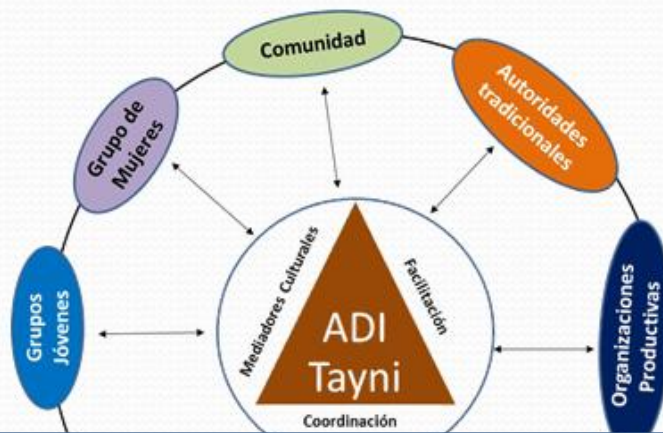 Comunidad
Autoridades
tradicionales
Grupo de
Mujeres
Grupos
Jóvenes
Organizaciones
Productivas
Mediadores Culturales
Facilitación
ADI
Tayni
Coordinación